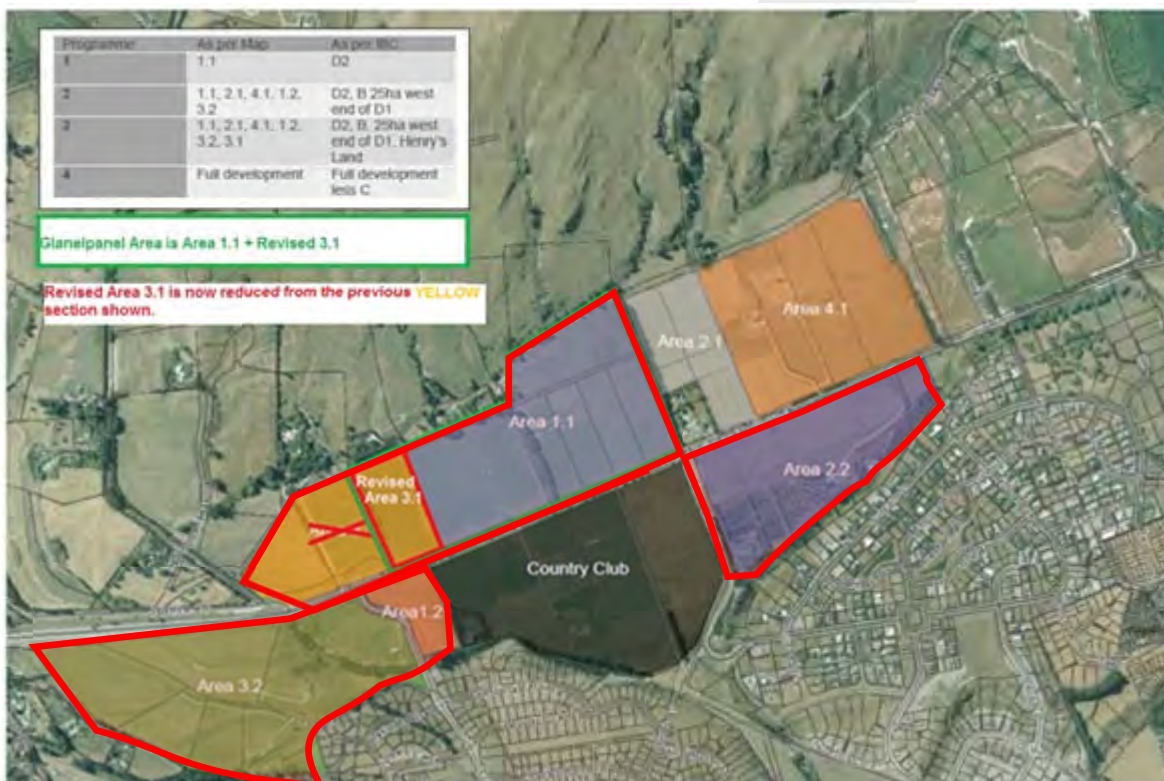 Programme As per Map As per IBC
1 1.1 D2
2 1.1, 2.1, 4.1, 1.2, D2, B 25ha west
3.2 end of D1
3 1.1, 2.1, 4.1, 1.2, D2, B, 25ha west
3.2, 3.1 end of D1, Henry's
Land
4 Full development Full development
less C
Glanelpanel Area is Area 1.1 + Revised 3.1
Revised Area 3.1 is now reduced from the previous YELLOW
section shown.
Area 4.1
Area 2.1
Area 1.1
Area 2.2
Revised
Area 3.1
Country Club
Area1.2
Area 3.2